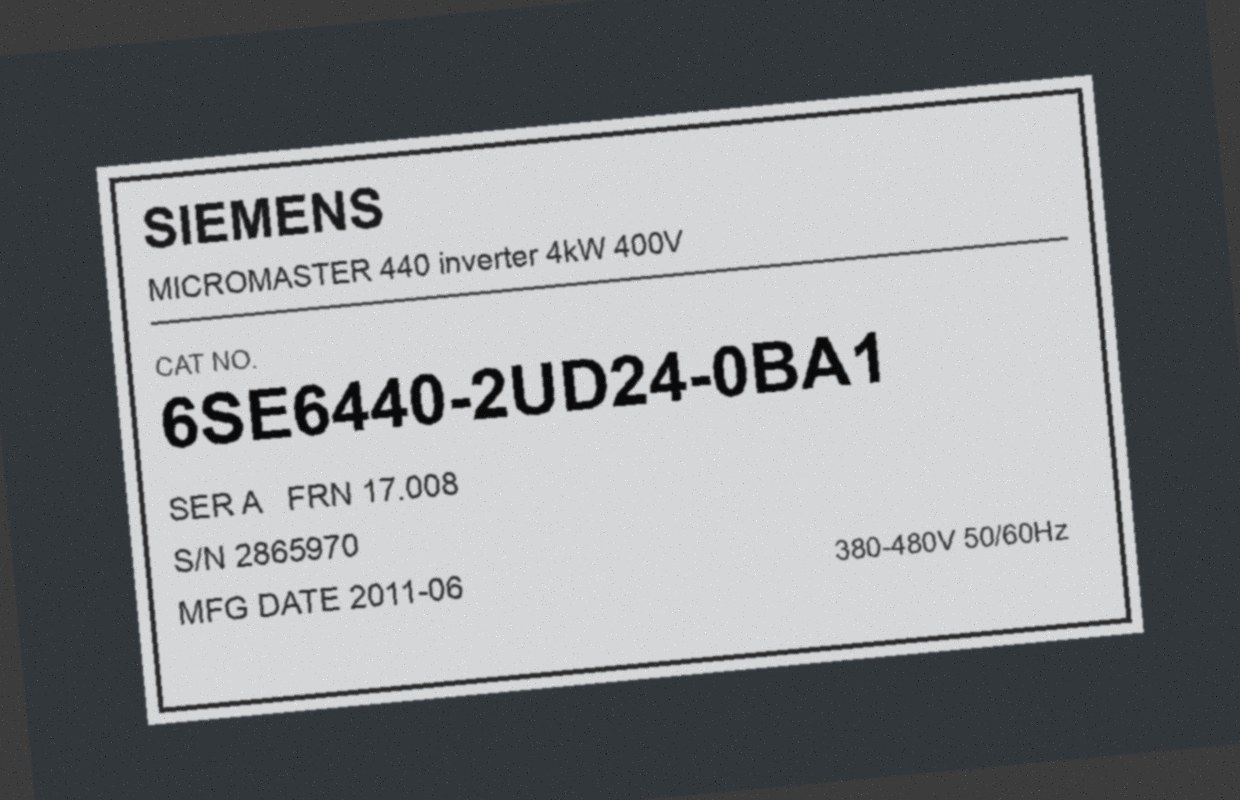 SIEMENS
MICROMASTER 440 inverter 4kW 400V
CAT NO.
6SE6440-2UD24-0BA1
SER A FRN 17.008
S/N 2865970
MFG DATE 2011-06
380-480V 50/60Hz